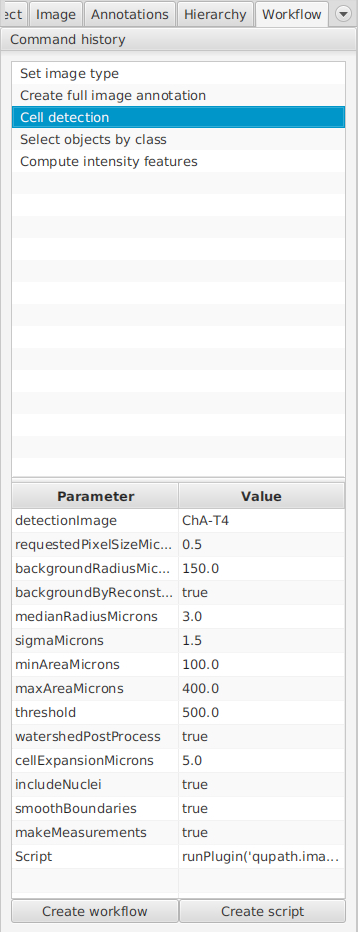 ect Image Annotations Hierarchy Workflow
Command history
Set image type
Create full image annotation
Cell detection
Select objects by class
Compute intensity features
Parameter Value
detectionImage ChA-T4
requestedPixelSizeMic... 0.5
backgroundRadiusMic... 150.0
backgroundByReconst... true
medianRadiusMicrons 3.0
sigmaMicrons 1.5
minAreaMicrons 100.0
maxAreaMicrons 400.0
threshold 500.0
watershedPostProcess true
cellExpansionMicrons 5.0
includeNuclei true
smoothBoundaries true
makeMeasurements true
Script runPlugin('qupath.ima...
Create workflow Create script